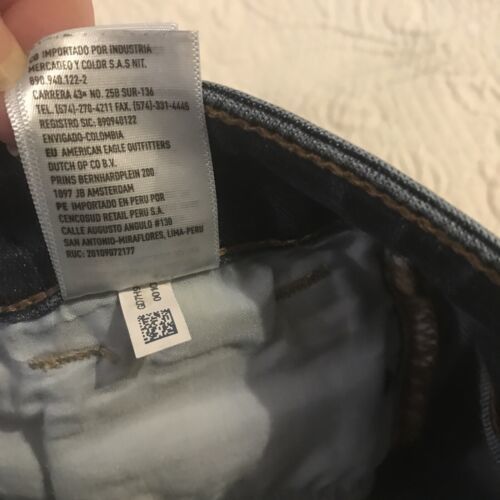 CO IMPORTADO POR INDUSTRIA
MERCADEO Y COLOR S.A.S NIT.
890.940.122-2
CARRERA 43ª NO. 25B SUR-136
TEL. (574)-270-4211 FAX. (574)-331-4445
REGISTRO SIC: 890940122
ENVIGADO-COLOMBIA
EU AMERICAN EAGLE OUTFITTERS
DUTCH OP CO B.V.
PRINS BERNHARDPLEIN 200
1097 JB AMSTERDAM
PE IMPORTADO EN PERU POR
CENCOSUD RETAIL PERU S.A.
CALLE AUGUSTO ANGULO #130
SAN ANTONIO-MIRAFLORES, LIMA-PERU
RUC: 20109072177